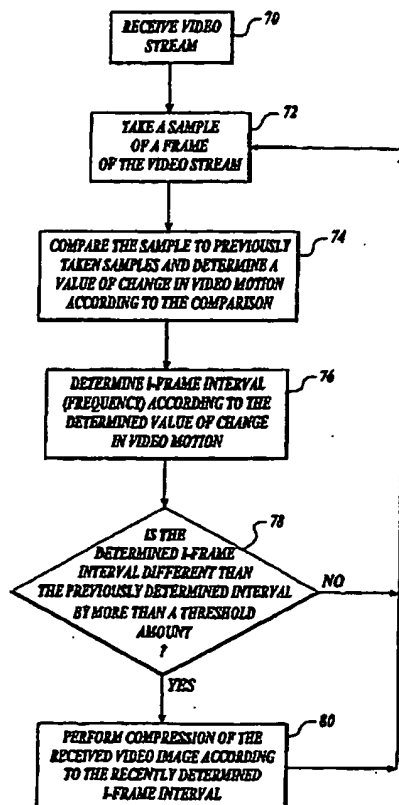 RECEIVE VIDEO
STREAM
70
TAKE A SAMPLE
OF A FRAME
OF THE VIDEO STREAM
72
COMPARE THE SAMPLE TO PREVIOUSLY
TAKEN SAMPLES AND DETERMINE A
VALUE OF CHANGE IN VIDEO MOTION
ACCORDING TO THE COMPARISON
74
DETERMINE I-FRAME INTERVAL
(FREQUENCY) ACCORDING TO THE
DETERMINED VALUE OF CHANGE
IN VIDEO MOTION
76
IS THE
DETERMINED I-FRAME
INTERVAL DIFFERENT THAN
THE PREVIOUSLY DETERMINED INTERVAL
BY MORE THAN A THRESHOLD
AMOUNT
?
78
NO
YES
PERFORM COMPRESSION OF THE
RECEIVED VIDEO IMAGE ACCORDING
TO THE RECENTLY DETERMINED
I-FRAME INTERVAL
80